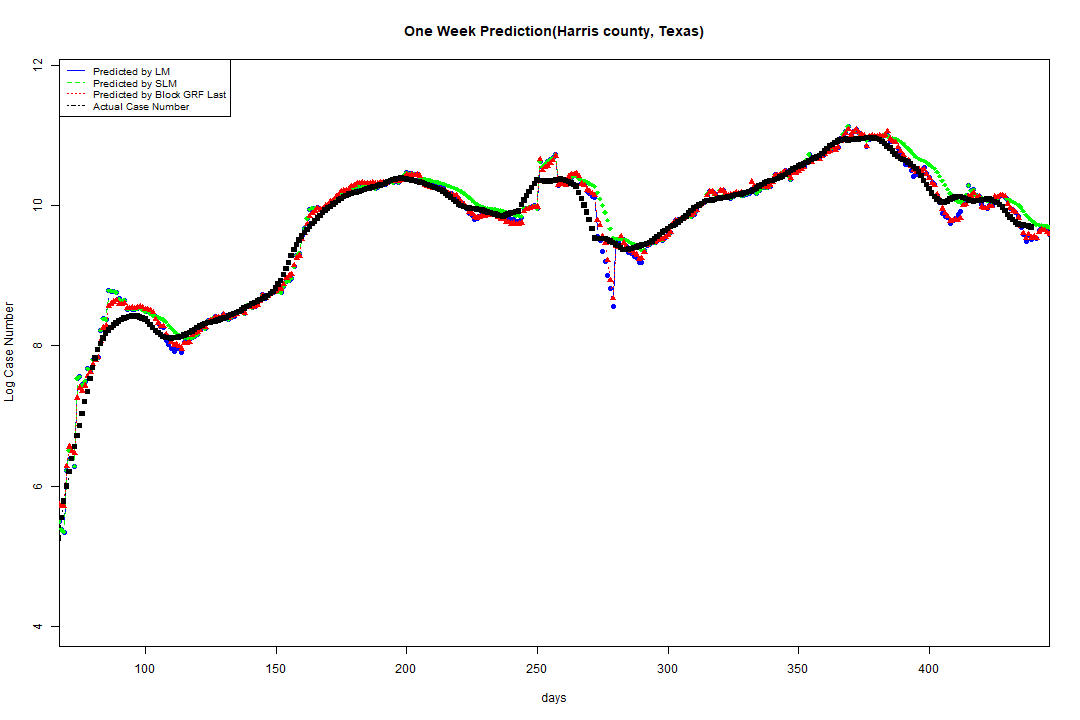 One Week Prediction(Harris county, Texas)
Predicted by LM
Predicted by SLM
Predicted by Block GRF Last
Actual Case Number
12
10
8
6
4
Log Case Number
100 150 200 250 300 350 400
days